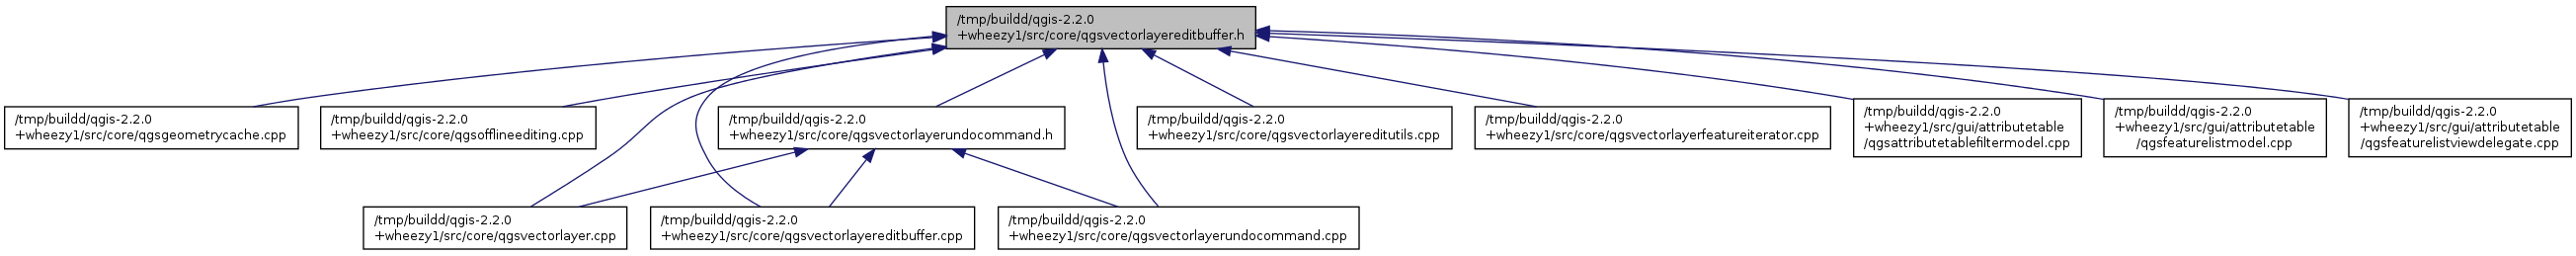 /tmp/buildd/qgis-2.2.0
+wheezy1/src/core/qgsvectorlayereditbuffer.h
/tmp/buildd/qgis-2.2.0
+wheezy1/src/core/qgsgeometrycache.cpp
/tmp/buildd/qgis-2.2.0
+wheezy1/src/core/qgsofflineediting.cpp
/tmp/buildd/qgis-2.2.0
+wheezy1/src/core/qgsvectorlayerundocommand.h
/tmp/buildd/qgis-2.2.0
+wheezy1/src/core/qgsvectorlayereditutils.cpp
/tmp/buildd/qgis-2.2.0
+wheezy1/src/core/qgsvectorlayerfeatureiterator.cpp
/tmp/buildd/qgis-2.2.0
+wheezy1/src/gui/attributetable
/qgsattributetablefiltermodel.cpp
/tmp/buildd/qgis-2.2.0
+wheezy1/src/gui/attributetable
/qgsfeaturelistmodel.cpp
/tmp/buildd/qgis-2.2.0
+wheezy1/src/gui/attributetable
/qgsfeaturelistviewdelegate.cpp
/tmp/buildd/qgis-2.2.0
+wheezy1/src/core/qgsvectorlayer.cpp
/tmp/buildd/qgis-2.2.0
+wheezy1/src/core/qgsvectorlayereditbuffer.cpp
/tmp/buildd/qgis-2.2.0
+wheezy1/src/core/qgsvectorlayerundocommand.cpp